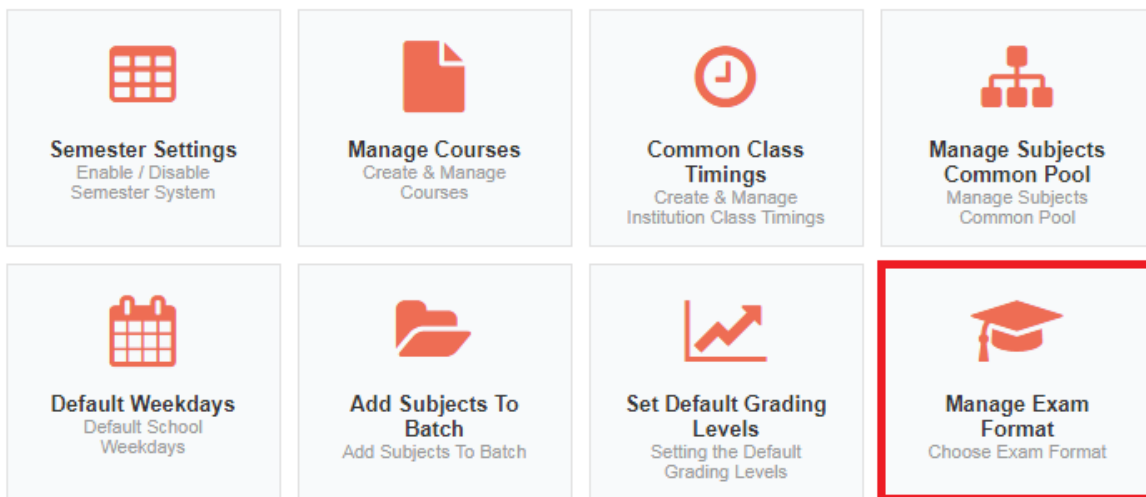 Semester Settings
Enable / Disable
Semester System
Manage Courses
Create & Manage
Courses
Common Class
Timings
Create & Manage
Institution Class Timings
Manage Subjects
Common Pool
Manage Subjects
Common Pool
Default Weekdays
Default School
Weekdays
Add Subjects To
Batch
Add Subjects To Batch
Set Default Grading
Levels
Setting the Default
Grading Levels
Manage Exam
Format
Choose Exam Format